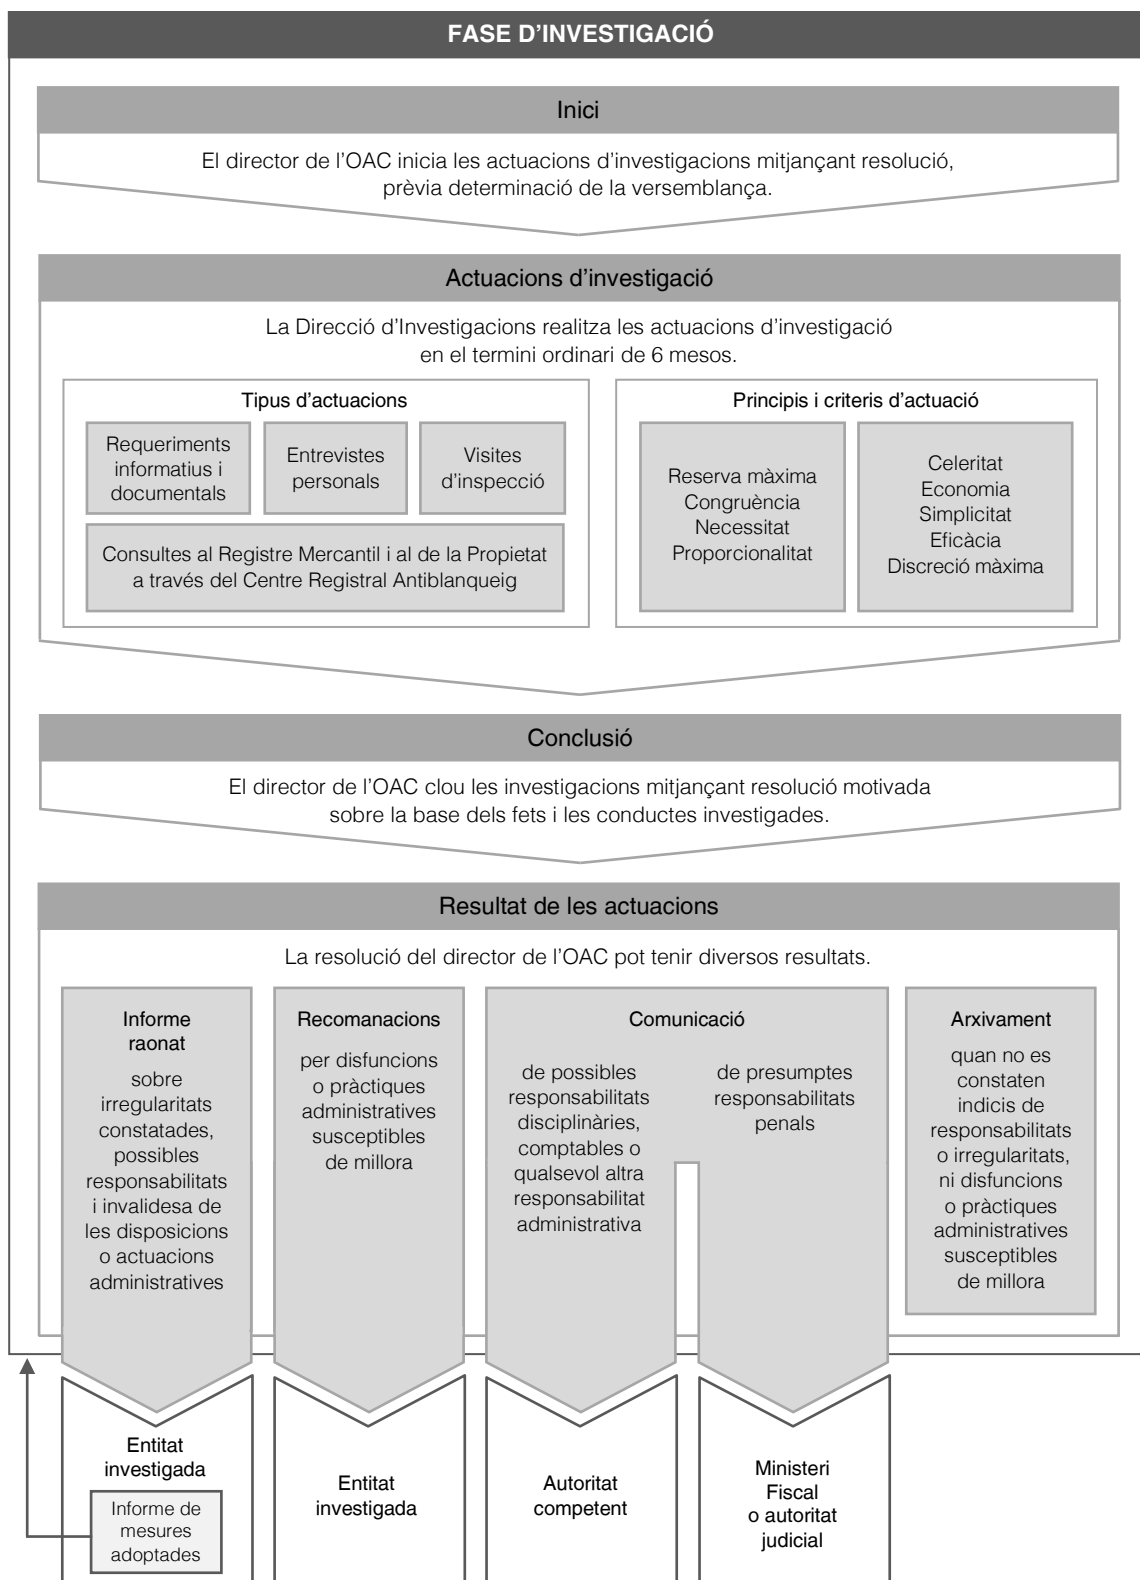 FASE D’INVESTIGACIÓ
Inici
El director de l’OAC inicia les actuacions d’investigacions mitjançant resolució,
prèvia determinació de la versemblança.
Actuacions d’investigació
La Direcció d’Investigacions realitza les actuacions d’investigació
en el termini ordinari de 6 mesos.
Tipus d’actuacions
Requeriments
informatius i
documentals
Entrevistes
personals
Visites
d’inspecció
Consultes al Registre Mercantil i al de la Propietat
a través del Centre Registral Antiblanqueig
Principis i criteris d’actuació
Reserva màxima
Congruència
Necessitat
Proporcionalitat
Celeritat
Economia
Simplicitat
Eficàcia
Discreció màxima
Conclusió
El director de l’OAC clou les investigacions mitjançant resolució motivada
sobre la base dels fets i les conductes investigades.
Resultat de les actuacions
La resolució del director de l’OAC pot tenir diversos resultats.
Informe
raonat
sobre
irregularitats
constatades,
possibles
responsabilitats
i invalidesa de
les disposicions
o actuacions
administratives
Recomanacions
per disfuncions
o pràctiques
administratives
susceptibles
de millora
Comunicació
de possibles
responsabilitats
disciplinàries,
comptables o
qualsevol altra
responsabilitat
administrativa
de presumptes
responsabilitats
penals
Arxivament
quan no es
constaten
indicis de
responsabilitats
o irregularitats,
ni disfuncions
o pràctiques
administratives
susceptibles
de millora
Entitat
investigada
Informe de
mesures
adoptades
Entitat
investigada
Autoritat
competent
Ministeri
Fiscal
o autoritat
judicial